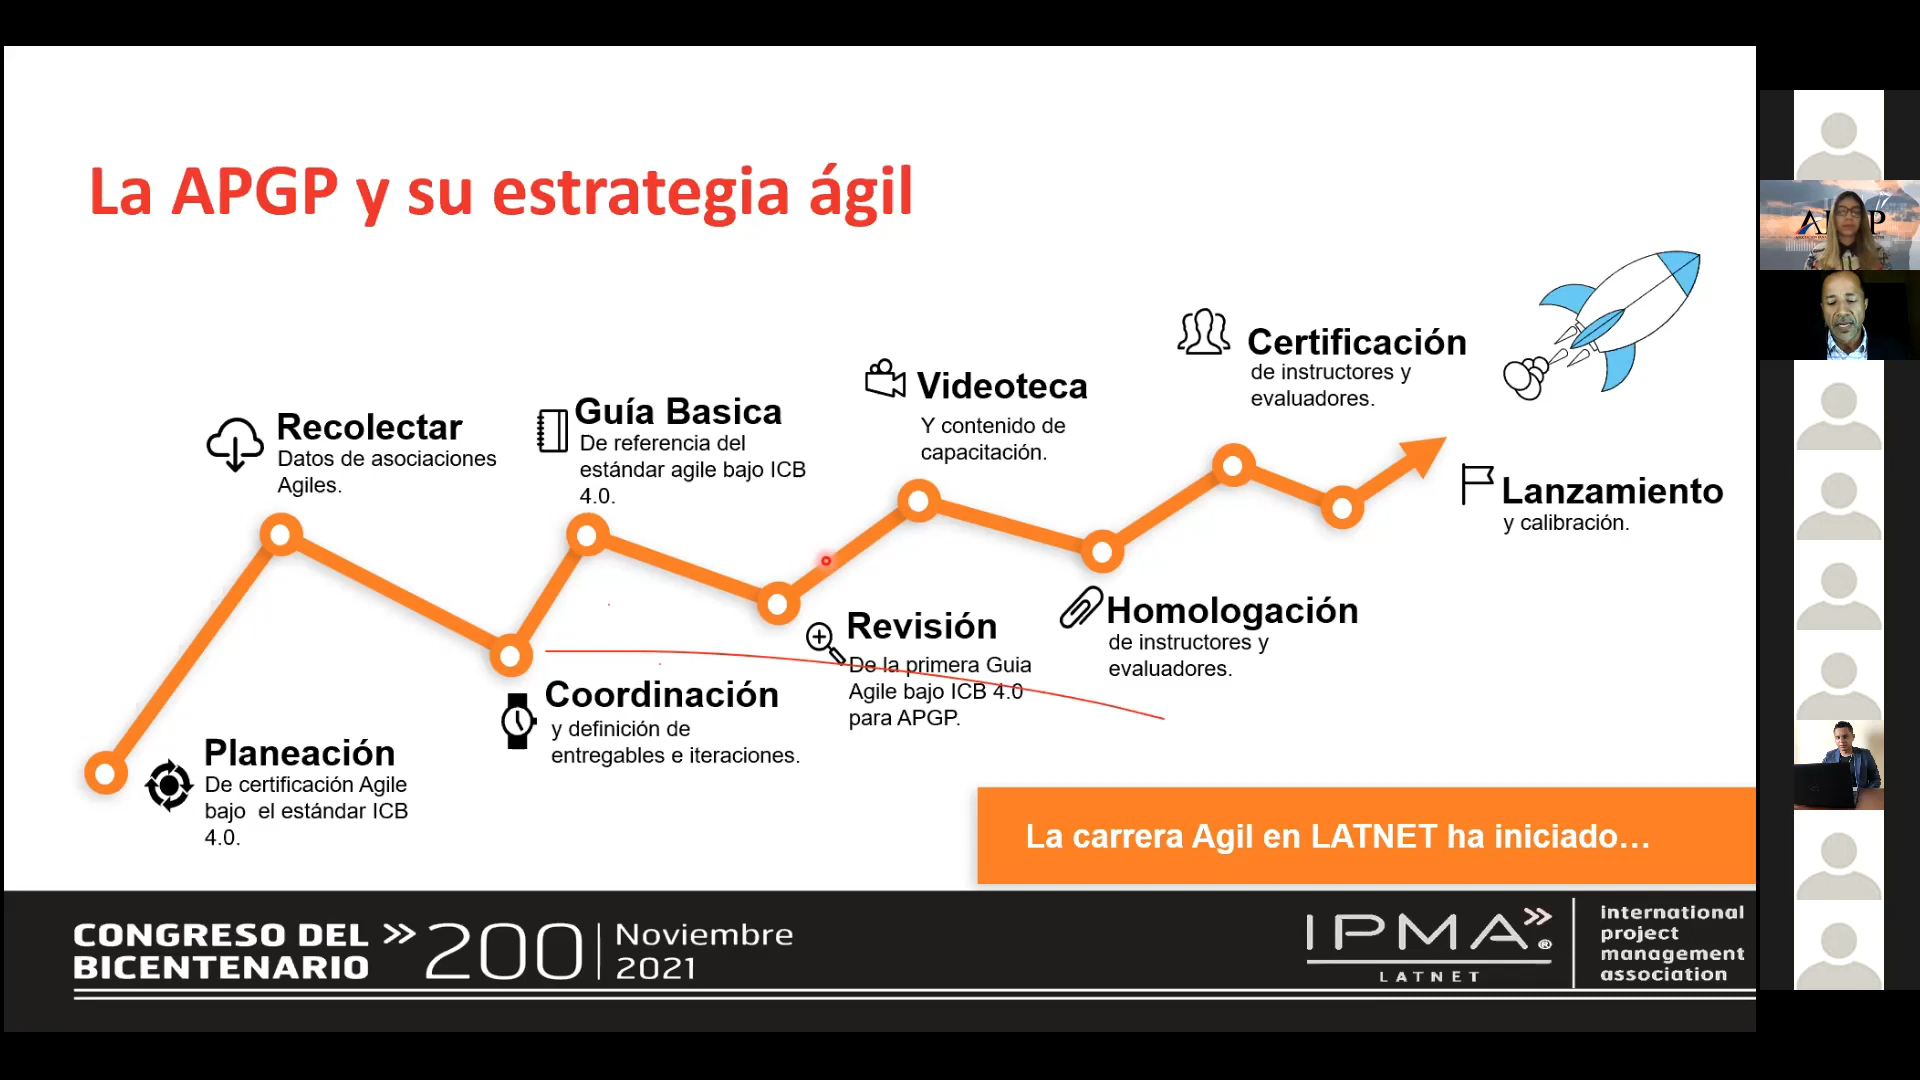 La APGP y su estrategia ágil
Certificación
de instructores y
evaluadores.
Videoteca
Y contenido de
capacitación.
Guía Basica
De referencia del
estándar agile bajo ICB
4.0.
Recolectar
Datos de asociaciones
Agiles.
Lanzamiento
y calibración.
Homologación
de instructores y
evaluadores.
Revisión
De la primera Guia
Agile bajo ICB 4.0
para APGP.
Coordinación
y definición de
entregables e iteraciones.
Planeación
De certificación Agile
bajo  el estándar ICB
4.0.
La carrera Agil en LATNET ha iniciado...
CONGRESO DEL
BICENTENARIO
200
Noviembre
2021
IPMA®
LATNET
international
project
management
association